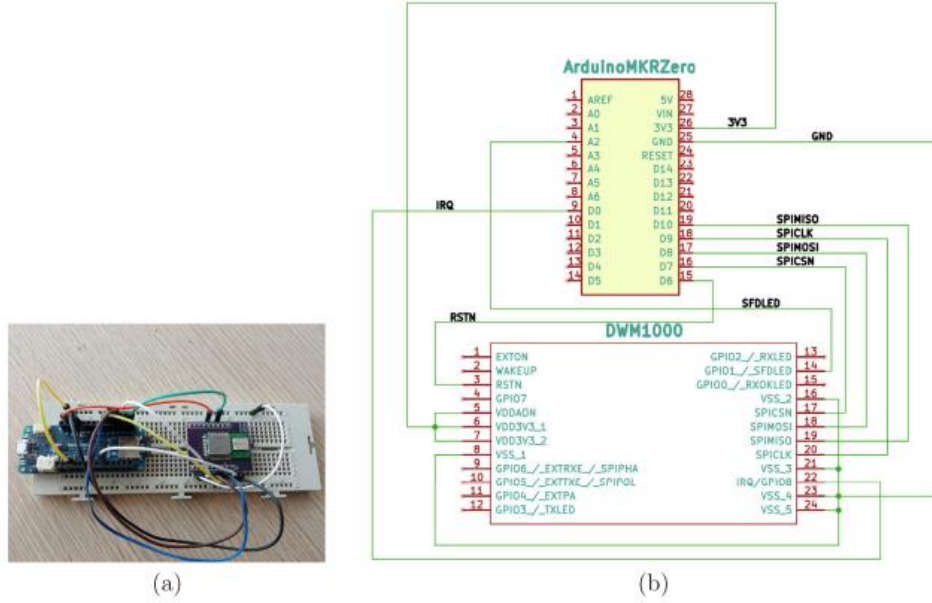 ArduinoMKRZero
1 AREF 5V 28
2 A0 VIN 27
3 A1 3V3 26
3V3
4 A2 GND 25
GND
5 A3 RESET 24
6 A4 D14 23
7 A5 D13 22
8 A6 D12 21
IRQ
9 D0 D11 20
10 D1 D10 19
SPIMISO
11 D2 D9 18
SPICLK
12 D3 D8 17
SPIMOSI
13 D4 D7 16
SPICSN
14 D5 D6 15
SFDLED
RSTN
DWM1000
1 EXTON GPIO2_/_RXLED 13
2 WAKEUP GPIO1_/_SFDLED 14
3 RSTN GPIO0_/_RXOKLED 15
4 GPIO7 VSS_2 16
5 VDDAON SPICSN 17
6 VDD3V3_1 SPIMOSI 18
7 VDD3V3_2 SPIMISO 19
8 VSS_1 SPICLK 20
9 GPIO6_/_EXTRXE_/_SPIPHA VSS_3 21
10 GPIO5_/_EXTTXE_/_SPIPOL IRQ/GPIO8 22
11 GPIO4_/_EXTPA VSS_4 23
12 GPIO3_/_TXLED VSS_5 24
(a) (b)